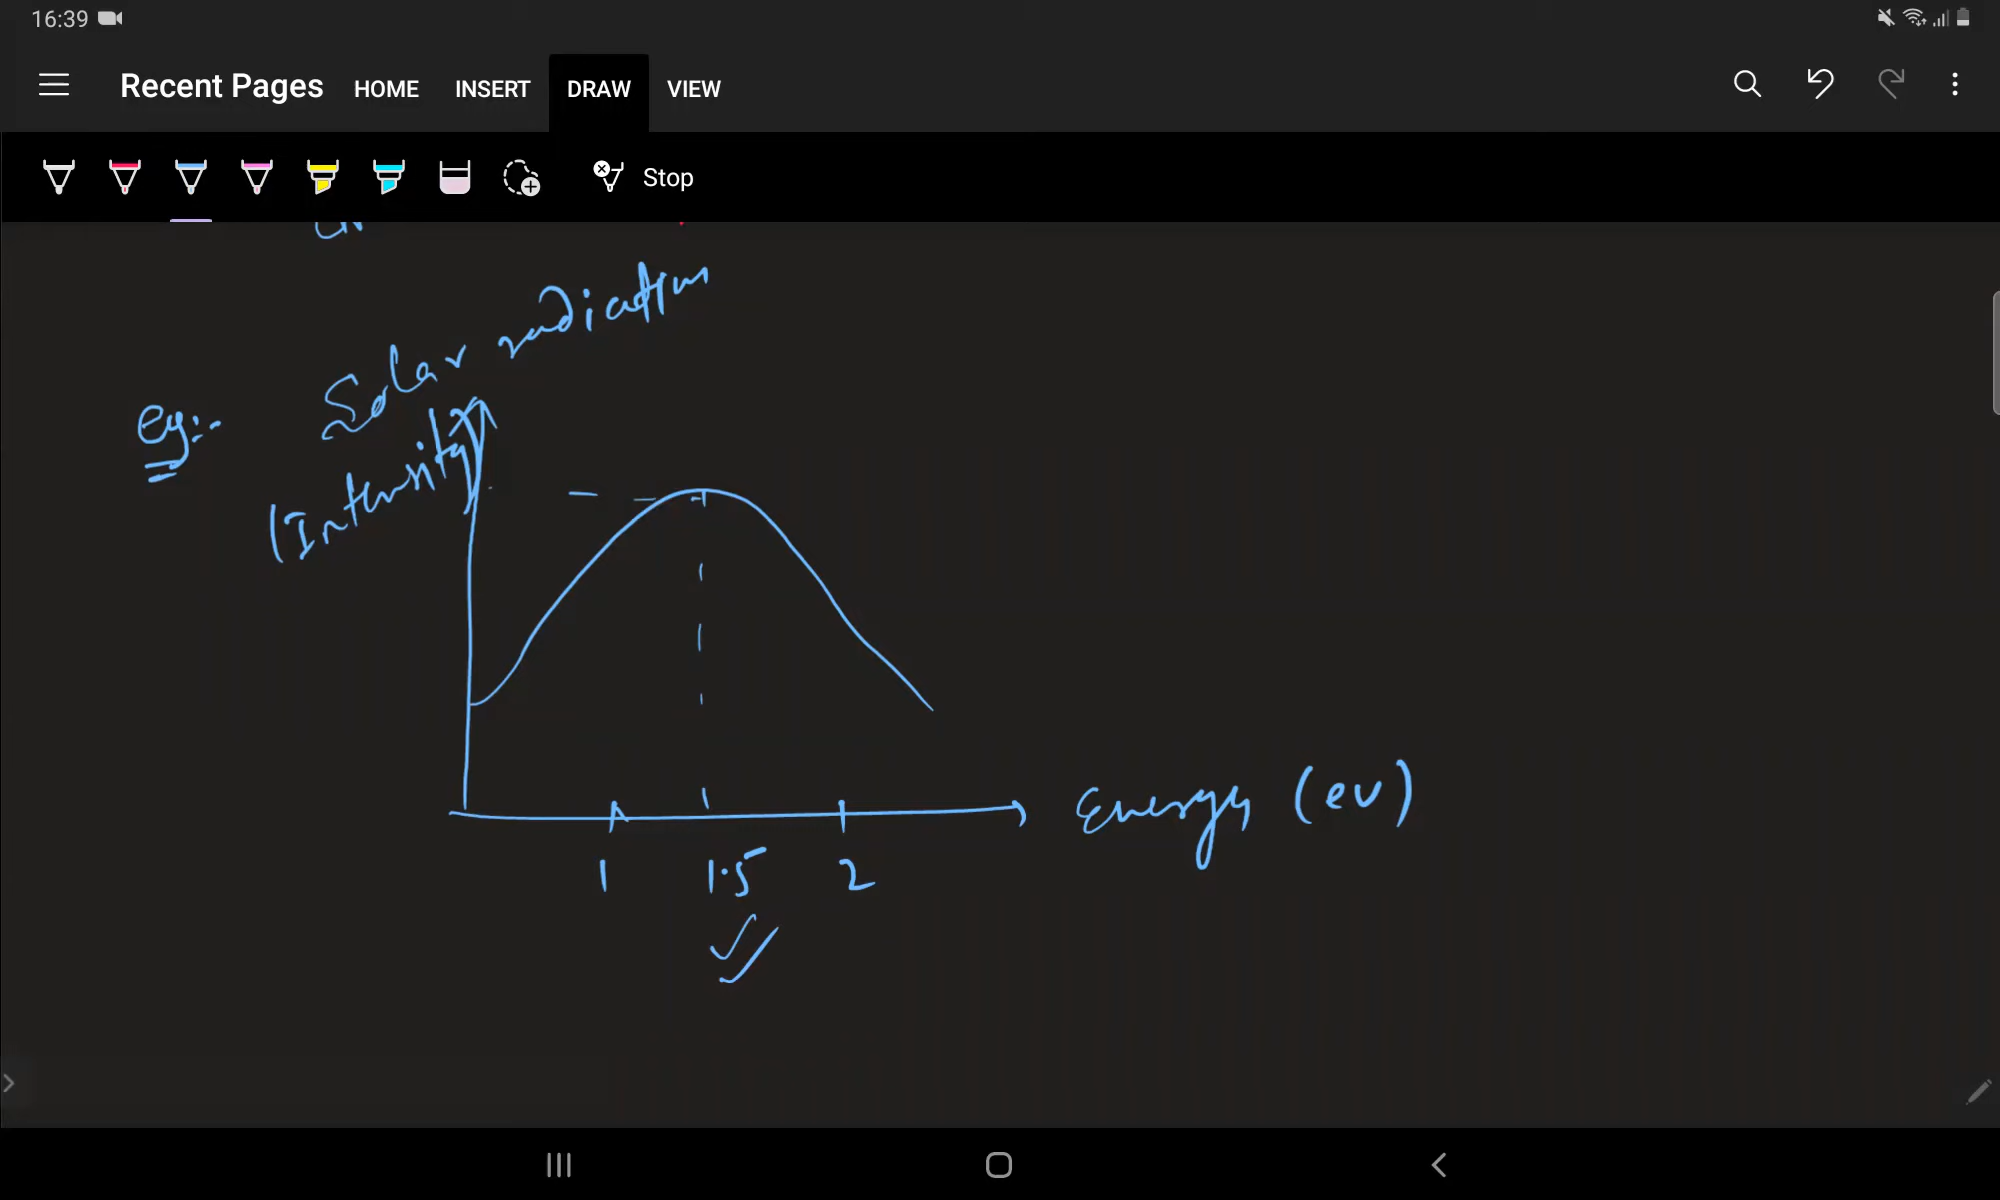 16:39
Recent Pages HOME INSERT DRAW VIEW
Stop
Solar radiation
eg:-
(Intensity)
Energy (ev)
1 1.5 2